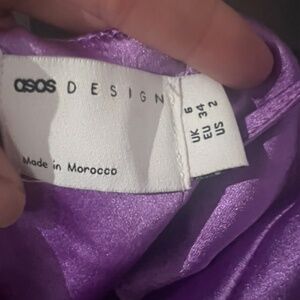 asos DESIGN
Made in Morocco
UK 6
EU 34
US 2